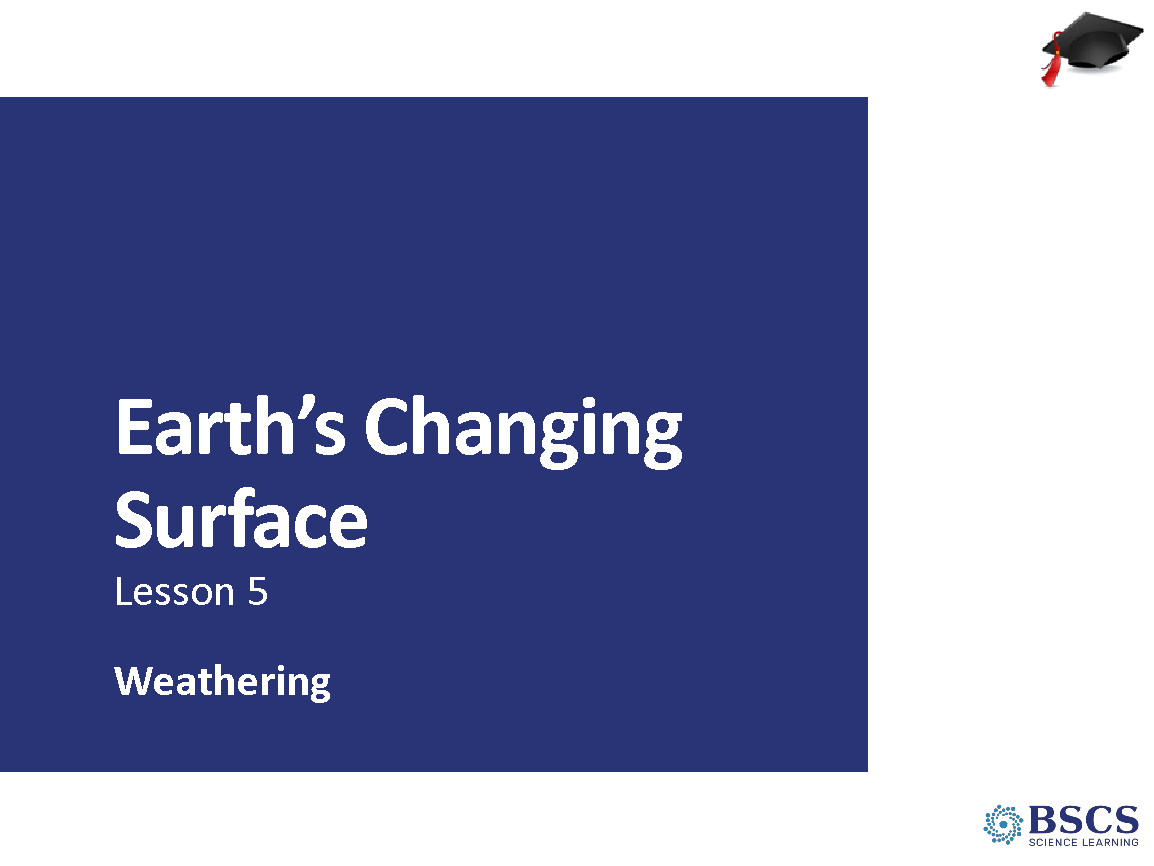 Earth’s Changing
Surface
Lesson 5
Weathering
BSCS
SCIENCE LEARNING